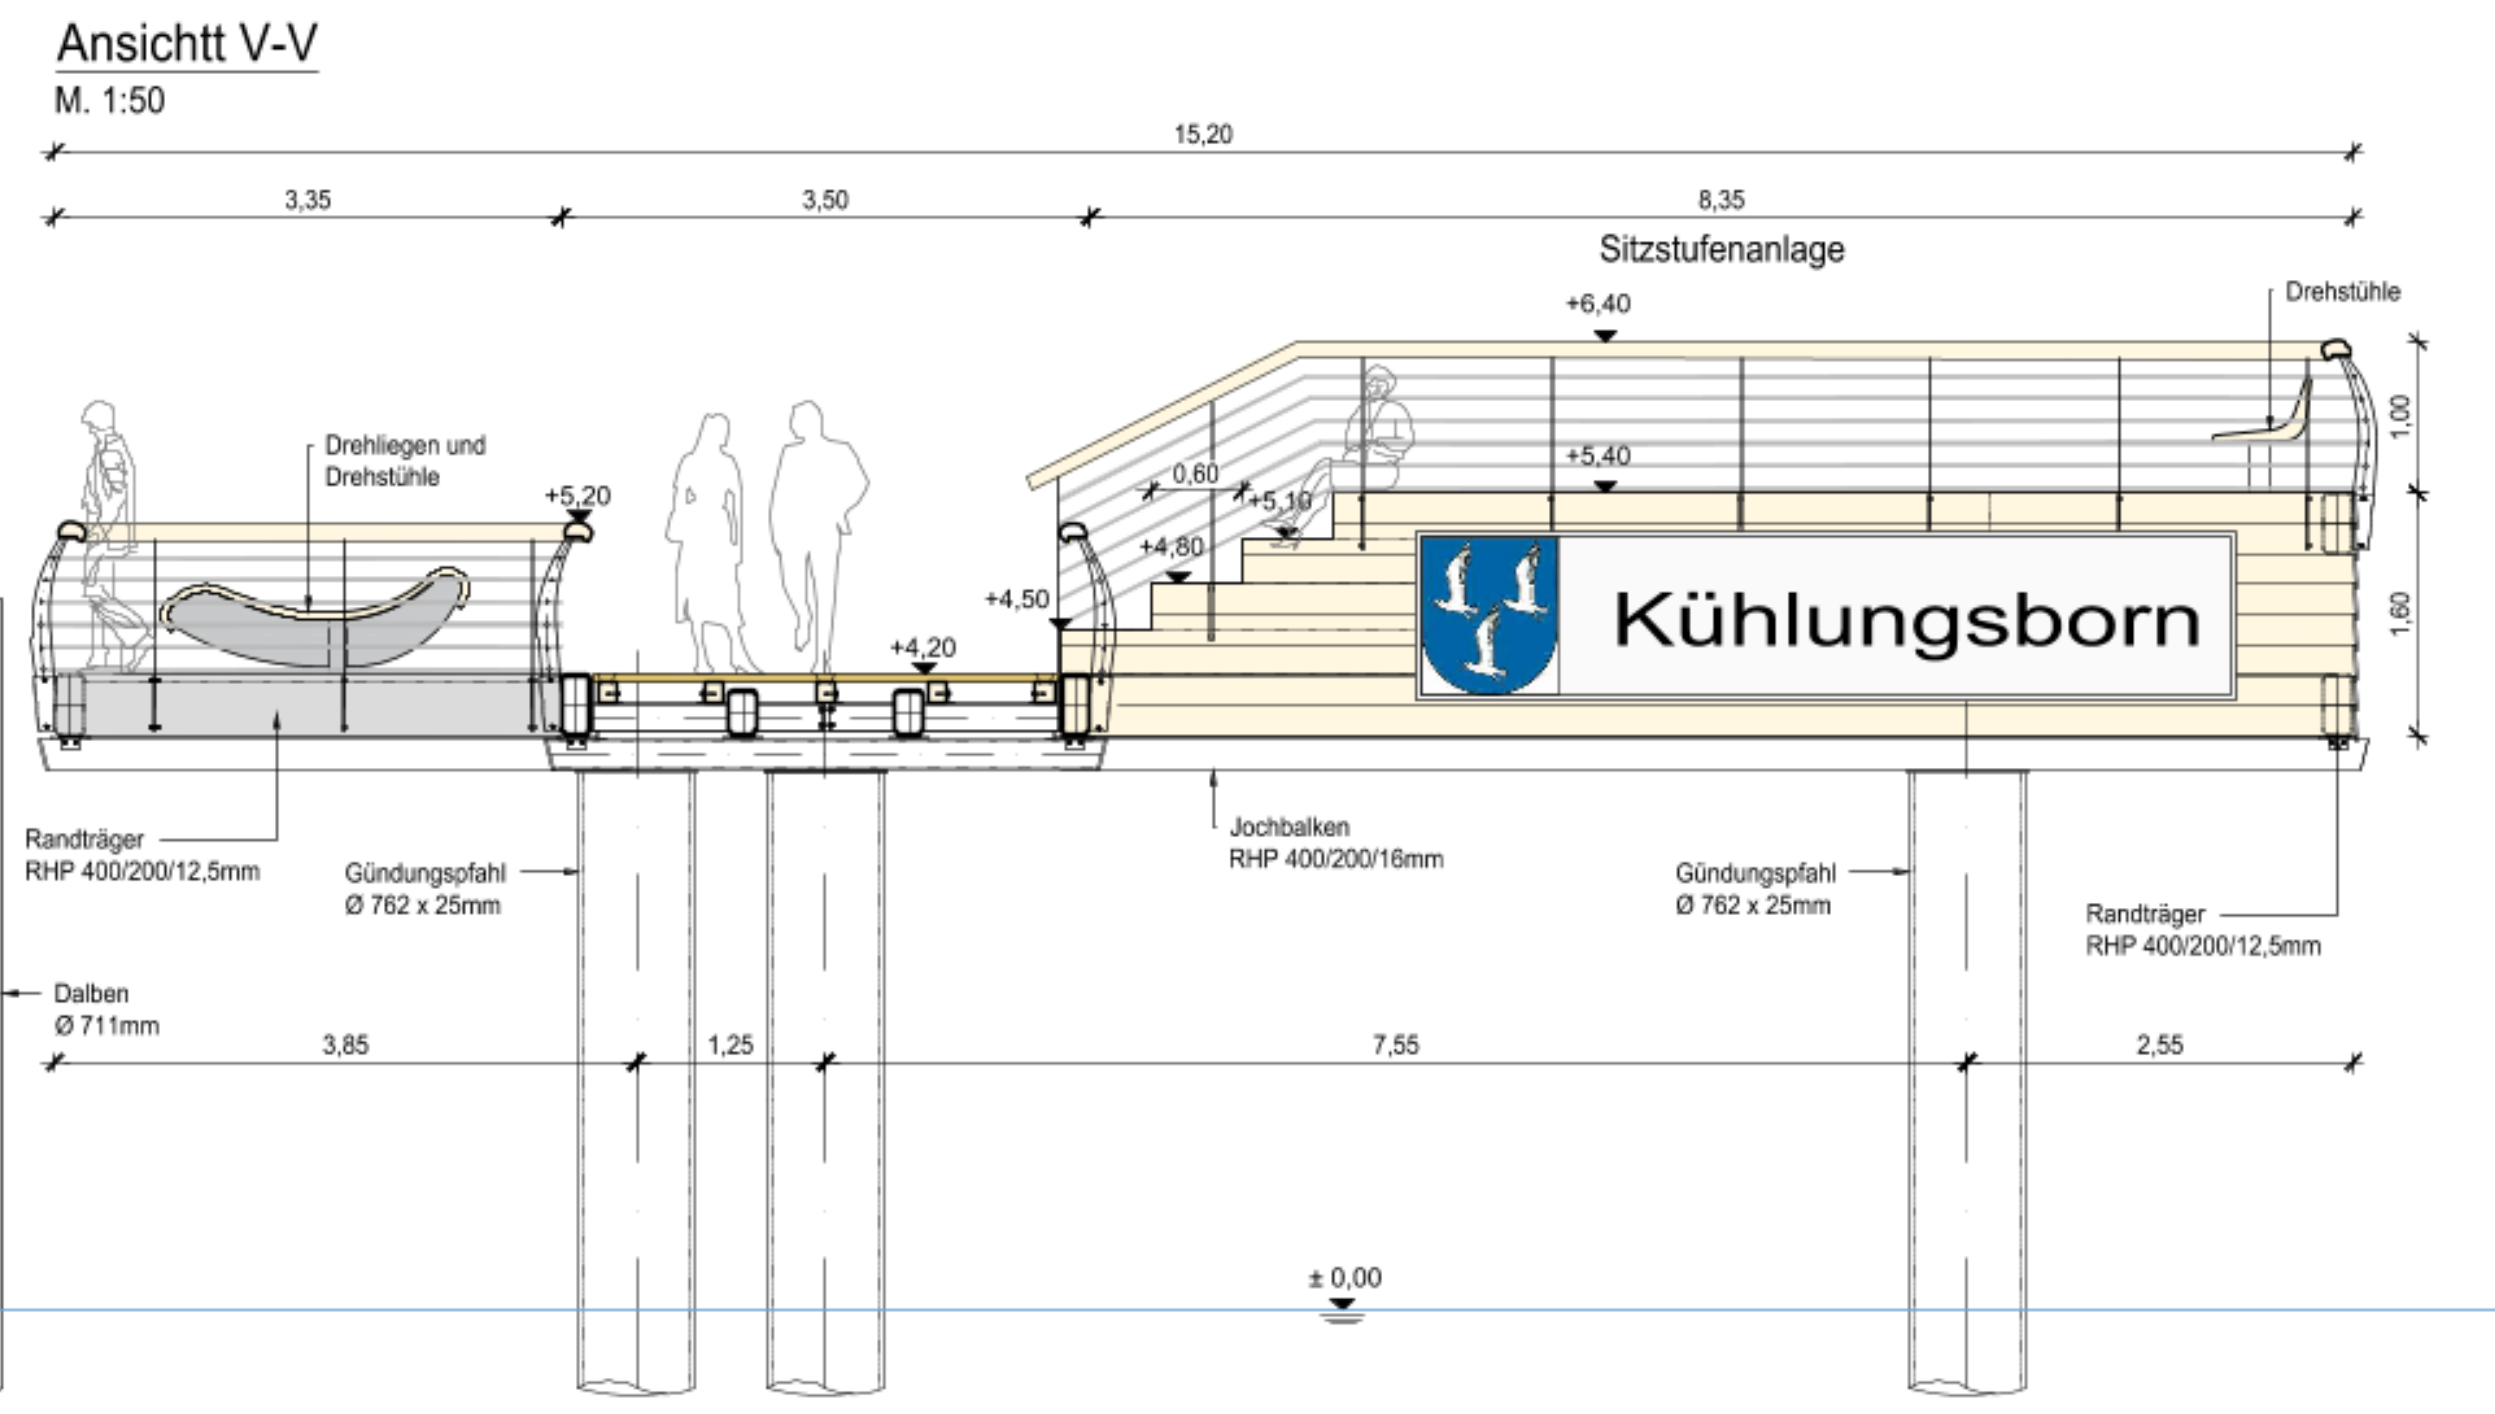 Ansichtt V-V
M. 1:50
15,20
3,35
3,50
8,35
Sitzstufenanlage
Drehstühle
+6,40
1,00
Drehliegen und
Drehstühle
+5,40
0,60
+5,20
+5,10
+4,80
+4,50
1,60
Kühlungsborn
+4,20
Randträger
RHP 400/200/12,5mm
Gündungspfahl
Ø 762 x 25mm
Jochbalken
RHP 400/200/16mm
Gündungspfahl
Ø 762 x 25mm
Randträger
RHP 400/200/12,5mm
Dalben
Ø 711mm
3,85
1,25
7,55
2,55
± 0,00